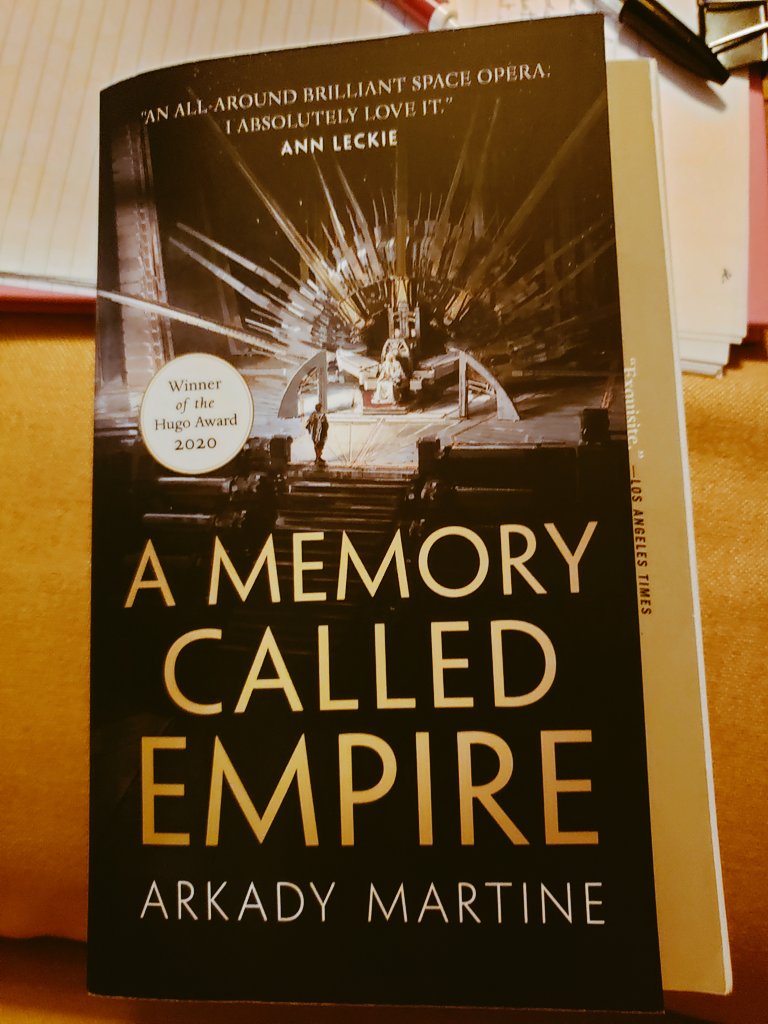 "AN ALL-AROUND BRILLIANT SPACE OPERA.
I ABSOLUTELY LOVE IT."
ANN LECKIE
Winner
of the
Hugo Award
2020
A MEMORY
CALLED
EMPIRE
ARKADY MARTINE
"Exquisite." —LOS ANGELES TIMES